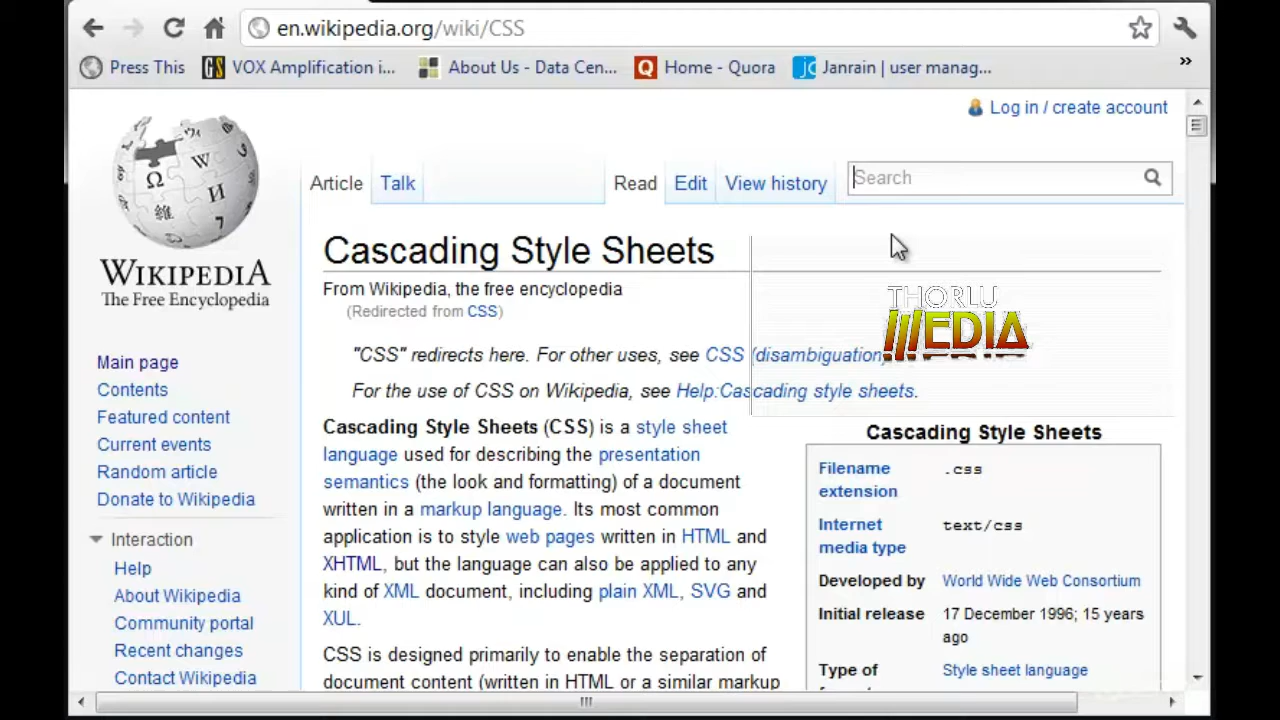 en.wikipedia.org/wiki/CSS
Press This
VOX Amplification i...
About Us - Data Cen...
Home - Quora
Janrain | user manag...
»
Log in / create account
Article
Talk
Read
Edit
View history
Search
WIKIPEDIA
The Free Encyclopedia
Main page
Contents
Featured content
Current events
Random article
Donate to Wikipedia
Interaction
Help
About Wikipedia
Community portal
Recent changes
Contact Wikipedia
Cascading Style Sheets
From Wikipedia, the free encyclopedia
(Redirected from CSS)
"CSS" redirects here. For other uses, see CSS (disambiguation)
For the use of CSS on Wikipedia, see Help:Cascading style sheets.
THORLU
MEDIA
Cascading Style Sheets (CSS) is a style sheet
language used for describing the presentation
semantics (the look and formatting) of a document
written in a markup language. Its most common
application is to style web pages written in HTML and
XHTML, but the language can also be applied to any
kind of XML document, including plain XML, SVG and
XUL.
CSS is designed primarily to enable the separation of
document content (written in HTML or a similar markup
Cascading Style Sheets
Filename .css
extension
Internet text/css
media type
Developed by World Wide Web Consortium
Initial release 17 December 1996; 15 years
ago
Type of Style sheet language